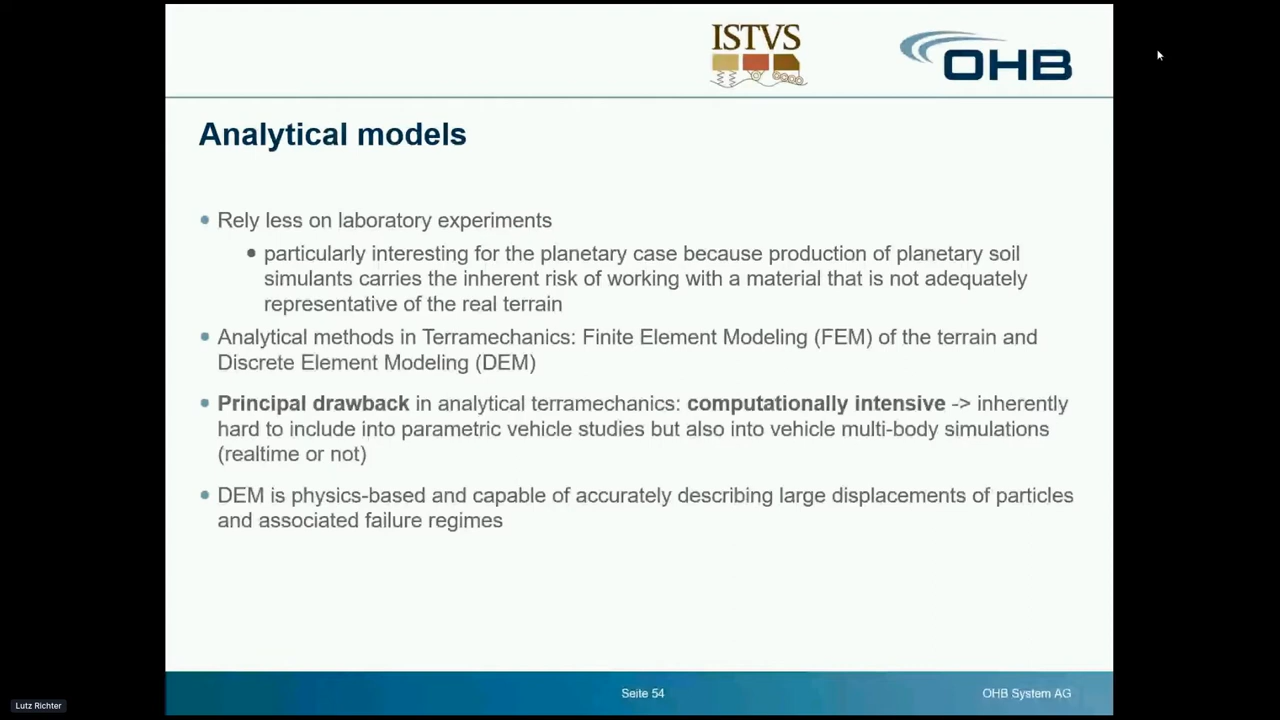 ISTVS
OHB
Analytical models
• Rely less on laboratory experiments
• particularly interesting for the planetary case because production of planetary soil
simulants carries the inherent risk of working with a material that is not adequately
representative of the real terrain
• Analytical methods in Terramechanics: Finite Element Modeling (FEM) of the terrain and
Discrete Element Modeling (DEM)
• Principal drawback in analytical terramechanics: computationally intensive -> inherently
hard to include into parametric vehicle studies but also into vehicle multi-body simulations
(realtime or not)
• DEM is physics-based and capable of accurately describing large displacements of particles
and associated failure regimes
Seite 54
OHB System AG
Lutz Richter